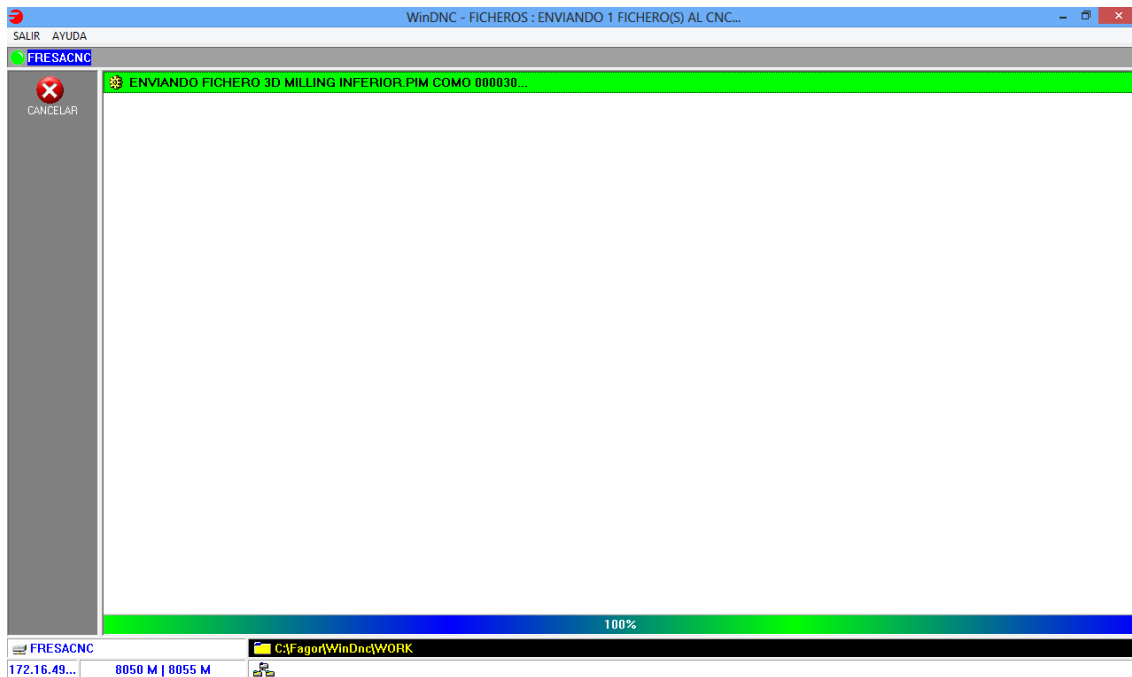 WinDNC - FICHEROS : ENVIANDO 1 FICHERO(S) AL CNC...
SALIR AYUDA
FRESACNC
ENVIANDO FICHERO 3D MILLING INFERIOR.PIM COMO 000030...
CANCELAR
100%
FRESACNC C:\Fagor\WinDnc\WORK
172.16.49... 8050 M | 8055 M